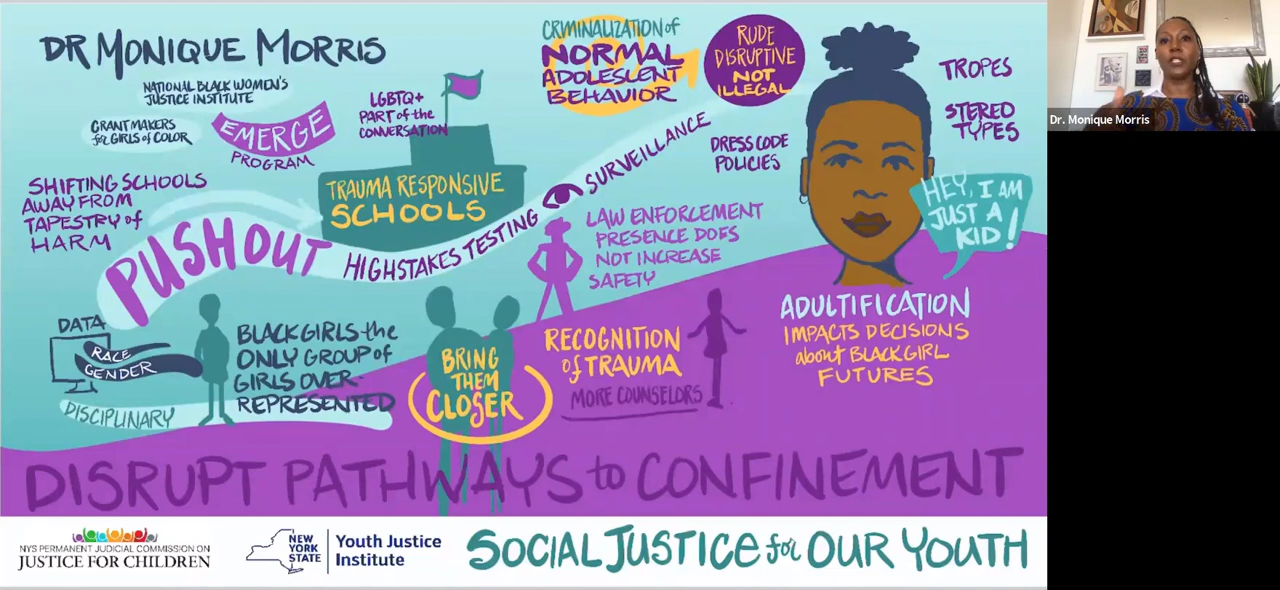 DR MONIQUE MORRIS
NATIONAL BLACK WOMEN'S
JUSTICE INSTITUTE
GRANT MAKERS
for GIRLS of COLOR
EMERGE
PROGRAM
LGBTQ+
PART of the
CONVERSATION
SHIFTING SCHOOLS
AWAY FROM
TAPESTRY of
HARM
PUSHOUT
TRAUMA RESPONSIVE
SCHOOLS
HIGHSTAKES TESTING
SURVEILLANCE
CRIMINALIZATION of
NORMAL
ADOLESCENT
BEHAVIOR
RUDE
DISRUPTIVE
NOT
ILLEGAL
DRESS CODE
POLICIES
TROPES
STEREO
TYPES
HEY, I AM
JUST A
KID!
LAW ENFORCEMENT
PRESENCE DOES
NOT INCREASE
SAFETY
DATA
RACE
GENDER
DISCIPLINARY
BLACK GIRLS the
ONLY GROUP of
GIRLS OVER-
REPRESENTED
BRING
THEM
CLOSER
RECOGNITION
of TRAUMA
MORE COUNSELORS
ADULTIFICATION
IMPACTS DECISIONS
about BLACK GIRL
FUTURES
DISRUPT PATHWAYS to CONFINEMENT
NYS PERMANENT JUDICIAL COMMISSION ON
JUSTICE FOR CHILDREN
NEW
YORK
STATE
Youth Justice
Institute
SOCIAL JUSTICE for OUR YOUTH
Dr. Monique Morris